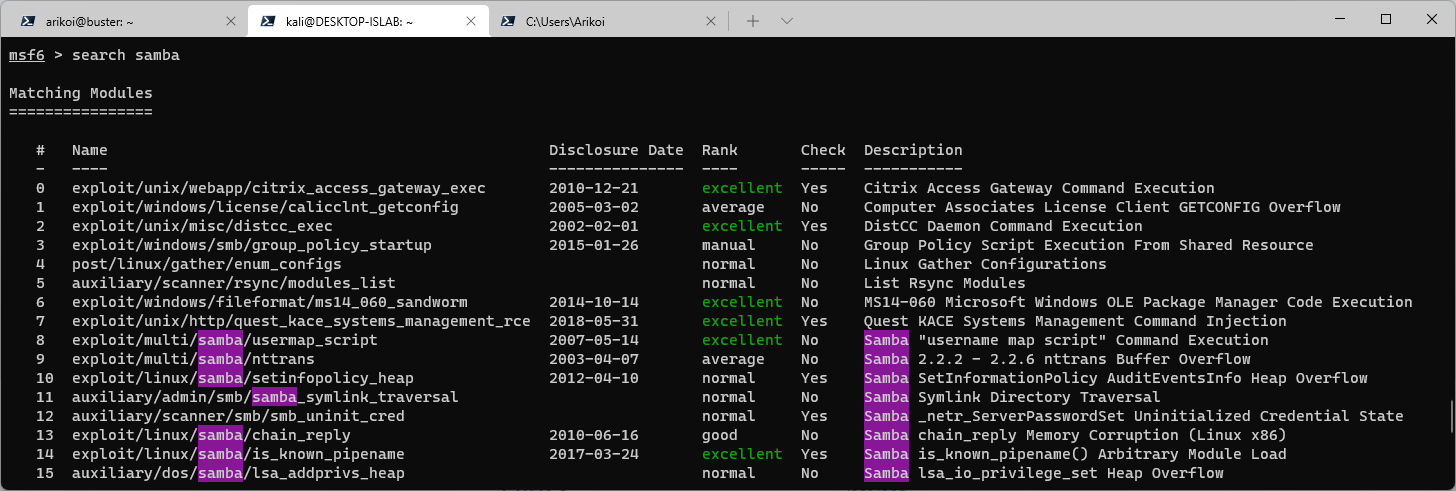 arikoi@buster: ~ kali@DESKTOP-ISLAB: ~ C:\Users\Arikoi
msf6 > search samba
Matching Modules
================
# Name Disclosure Date Rank Check Description
- ---- --------------- ---- ----- -----------
0 exploit/unix/webapp/citrix_access_gateway_exec 2010-12-21 excellent Yes Citrix Access Gateway Command Execution
1 exploit/windows/license/calicclnt_getconfig 2005-03-02 average No Computer Associates License Client GETCONFIG Overflow
2 exploit/unix/misc/distcc_exec 2002-02-01 excellent Yes DistCC Daemon Command Execution
3 exploit/windows/smb/group_policy_startup 2015-01-26 manual No Group Policy Script Execution From Shared Resource
4 post/linux/gather/enum_configs normal No Linux Gather Configurations
5 auxiliary/scanner/rsync/modules_list normal No List Rsync Modules
6 exploit/windows/fileformat/ms14_060_sandworm 2014-10-14 excellent No MS14-060 Microsoft Windows OLE Package Manager Code Execution
7 exploit/unix/http/quest_kace_systems_management_rce 2018-05-31 excellent Yes Quest KACE Systems Management Command Injection
8 exploit/multi/samba/usermap_script 2007-05-14 excellent No Samba "username map script" Command Execution
9 exploit/multi/samba/nttrans 2003-04-07 average No Samba 2.2.2 - 2.2.6 nttrans Buffer Overflow
10 exploit/linux/samba/setinfopolicy_heap 2012-04-10 normal Yes Samba SetInformationPolicy AuditEventsInfo Heap Overflow
11 auxiliary/admin/smb/samba_symlink_traversal normal No Samba Symlink Directory Traversal
12 auxiliary/scanner/smb/smb_uninit_cred normal Yes Samba _netr_ServerPasswordSet Uninitialized Credential State
13 exploit/linux/samba/chain_reply 2010-06-16 good No Samba chain_reply Memory Corruption (Linux x86)
14 exploit/linux/samba/is_known_pipename 2017-03-24 excellent Yes Samba is_known_pipename() Arbitrary Module Load
15 auxiliary/dos/samba/lsa_addprivs_heap normal No Samba lsa_io_privilege_set Heap Overflow